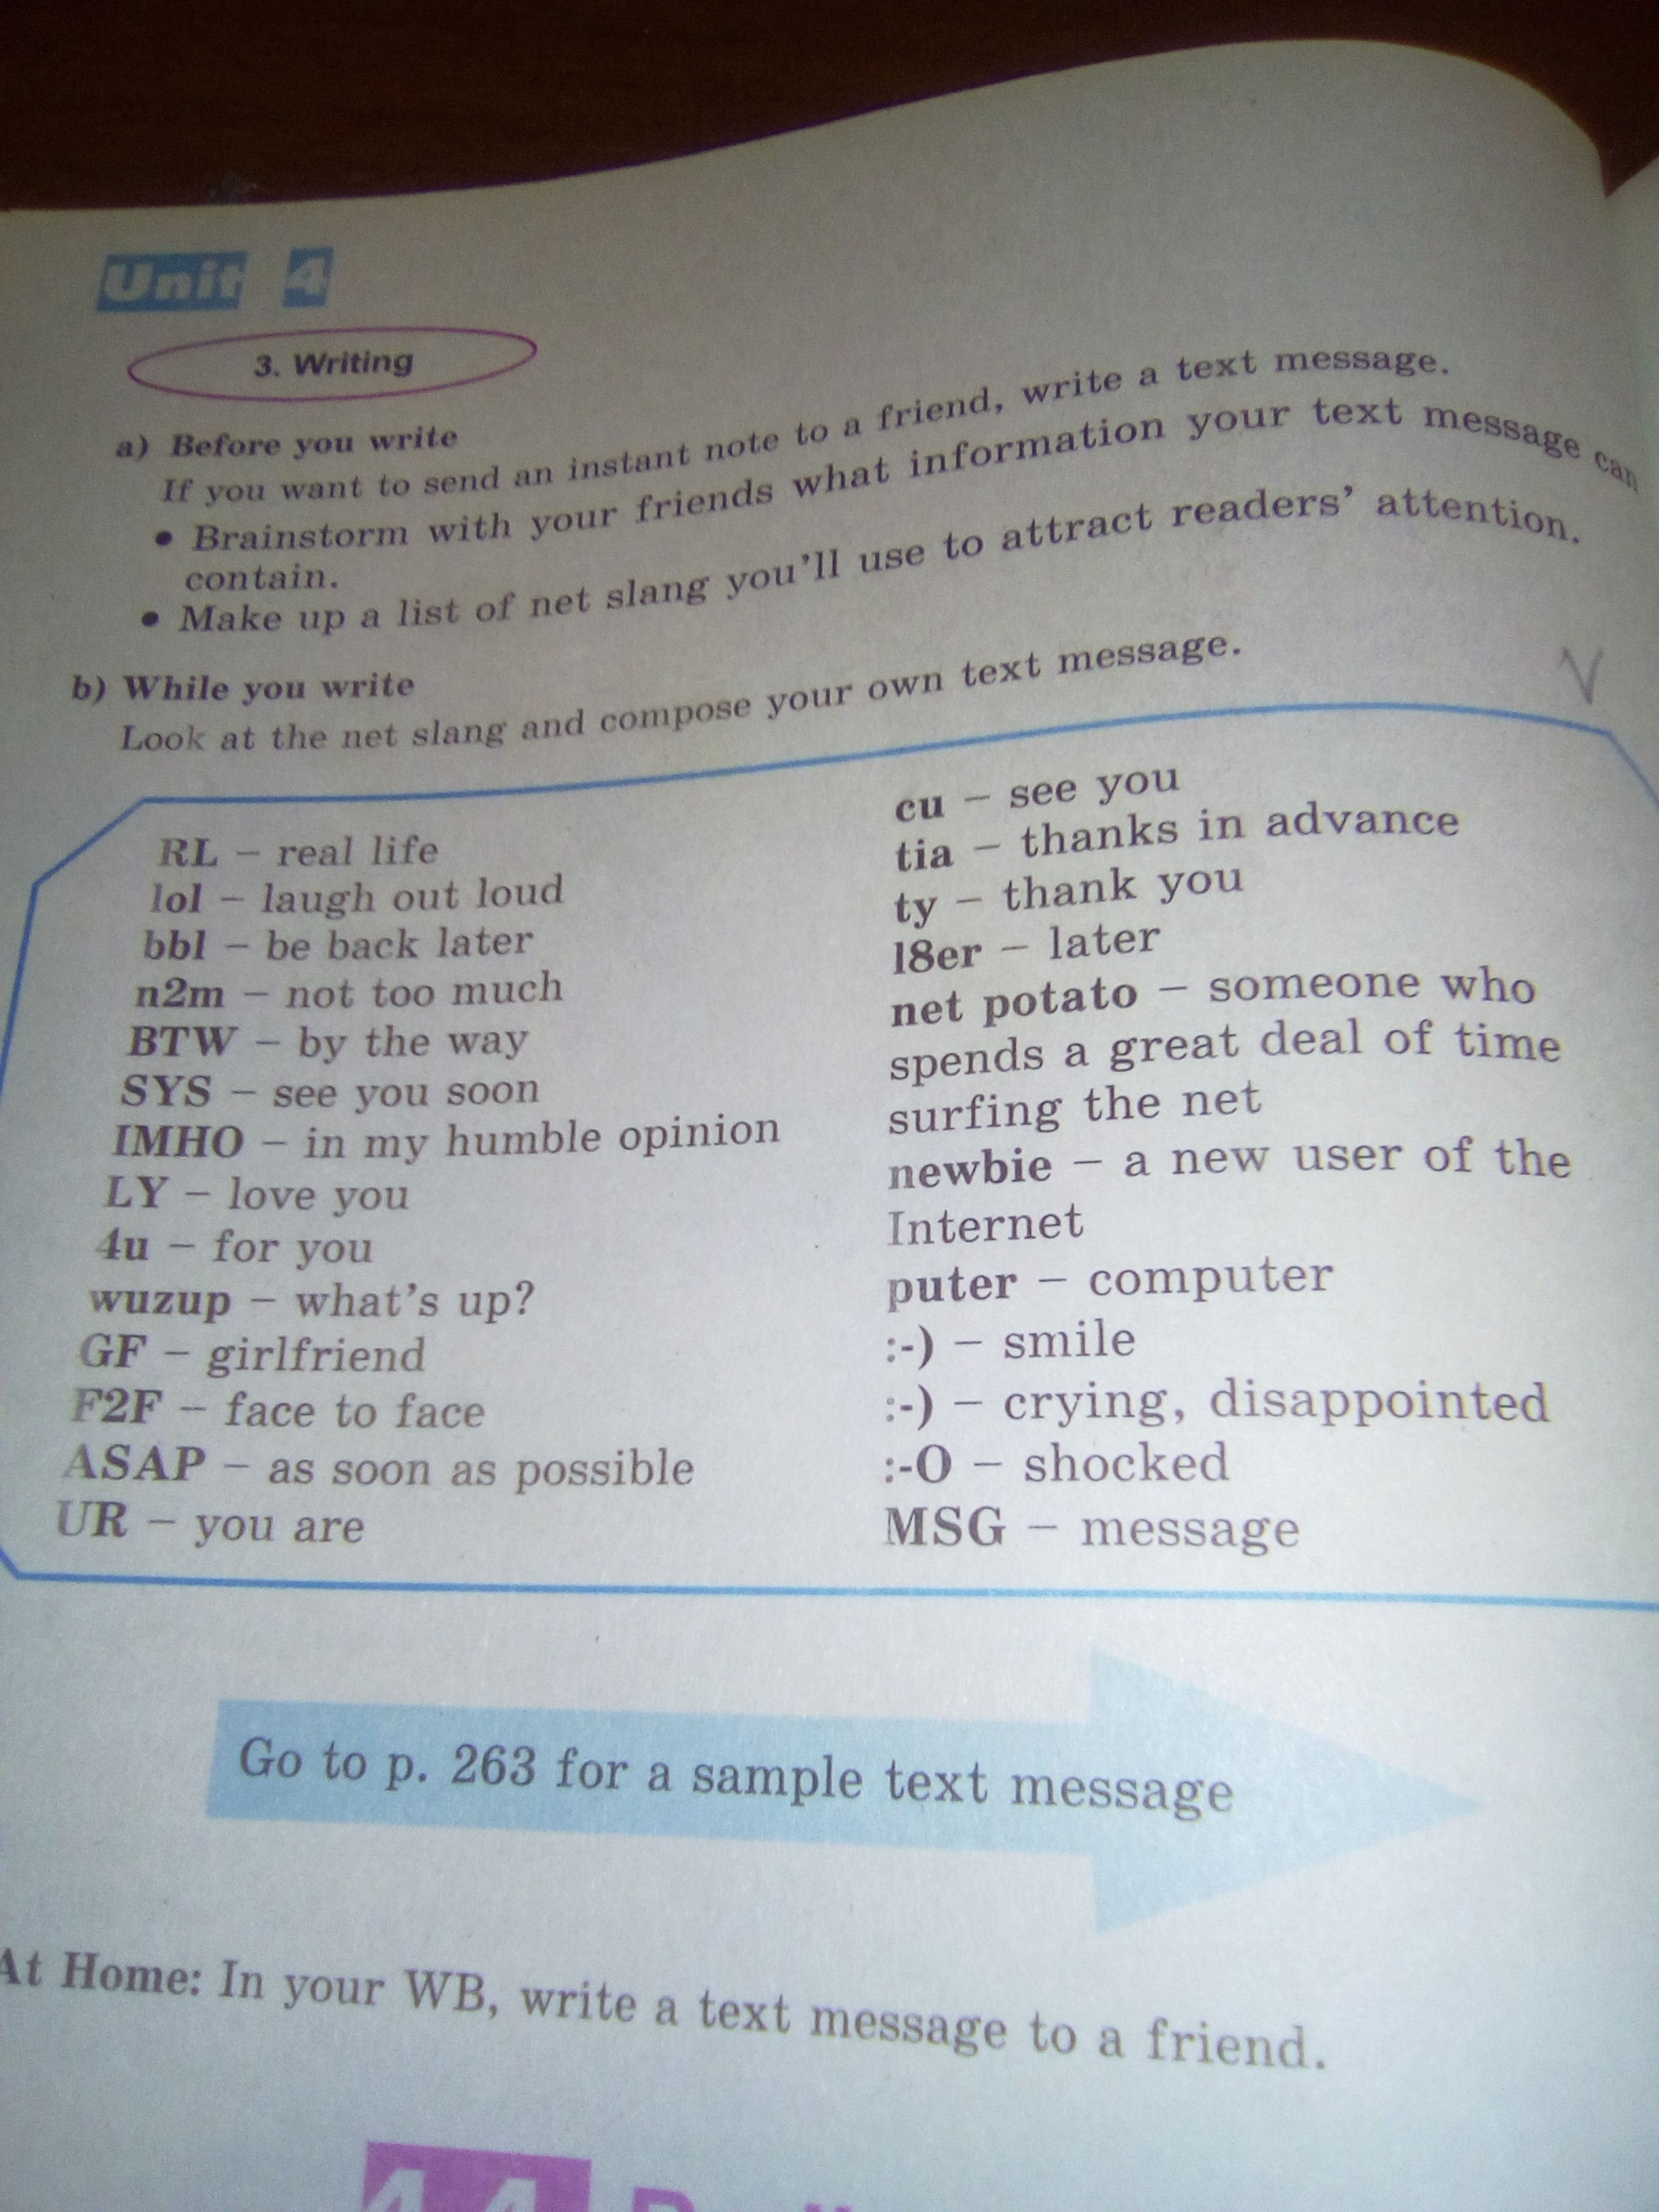 Unit 4
3. Writing
a) Before you write
If you want to send an instant note to a friend, write a text message.
• Brainstorm with your friends what information your text message can
contain.
• Make up a list of net slang you'll use to attract readers' attention.
b) While you write
Look at the net slang and compose your own text message.
RL – real life
lol – laugh out loud
bbl – be back later
n2m – not too much
BTW – by the way
SYS – see you soon
IMHO – in my humble opinion
LY – love you
4u – for you
wuzup – what's up?
GF – girlfriend
F2F – face to face
ASAP – as soon as possible
UR – you are
cu – see you
tia – thanks in advance
ty – thank you
l8er – later
net potato – someone who
spends a great deal of time
surfing the net
newbie – a new user of the
Internet
puter – computer
:-) – smile
:-) – crying, disappointed
:-O – shocked
MSG – message
Go to p. 263 for a sample text message
At Home: In your WB, write a text message to a friend.